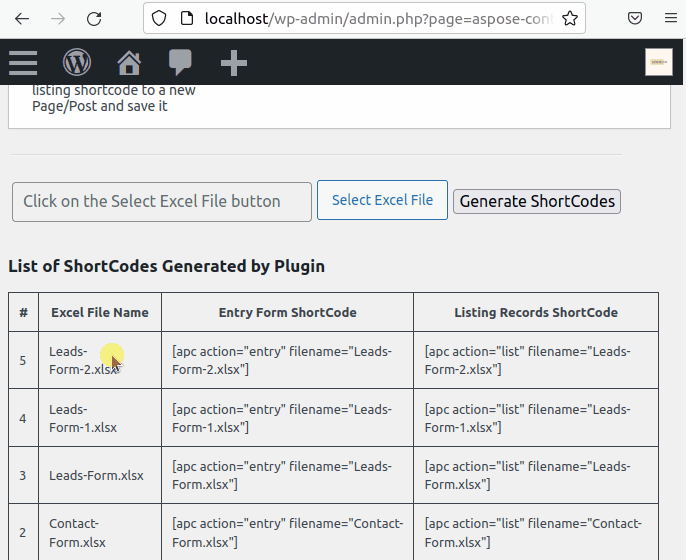 localhost/wp-admin/admin.php?page=aspose-cont
listing shortcode to a new
Page/Post and save it
Click on the Select Excel File button
Select Excel File
Generate ShortCodes
List of ShortCodes Generated by Plugin
# Excel File Name Entry Form ShortCode Listing Records ShortCode
5
Leads-
Form-2.xlsx
[apc action="entry" filename="Leads-
Form-2.xlsx"]
[apc action="list" filename="Leads-
Form-2.xlsx"]
4
Leads-
Form-1.xlsx
[apc action="entry" filename="Leads-
Form-1.xlsx"]
[apc action="list" filename="Leads-
Form-1.xlsx"]
3
Leads-Form.xlsx
[apc action="entry" filename="Leads-
Form.xlsx"]
[apc action="list" filename="Leads-
Form.xlsx"]
2
Contact-
Form.xlsx
[apc action="entry" filename="Contact-
Form.xlsx"]
[apc action="list" filename="Contact-
Form.xlsx"]